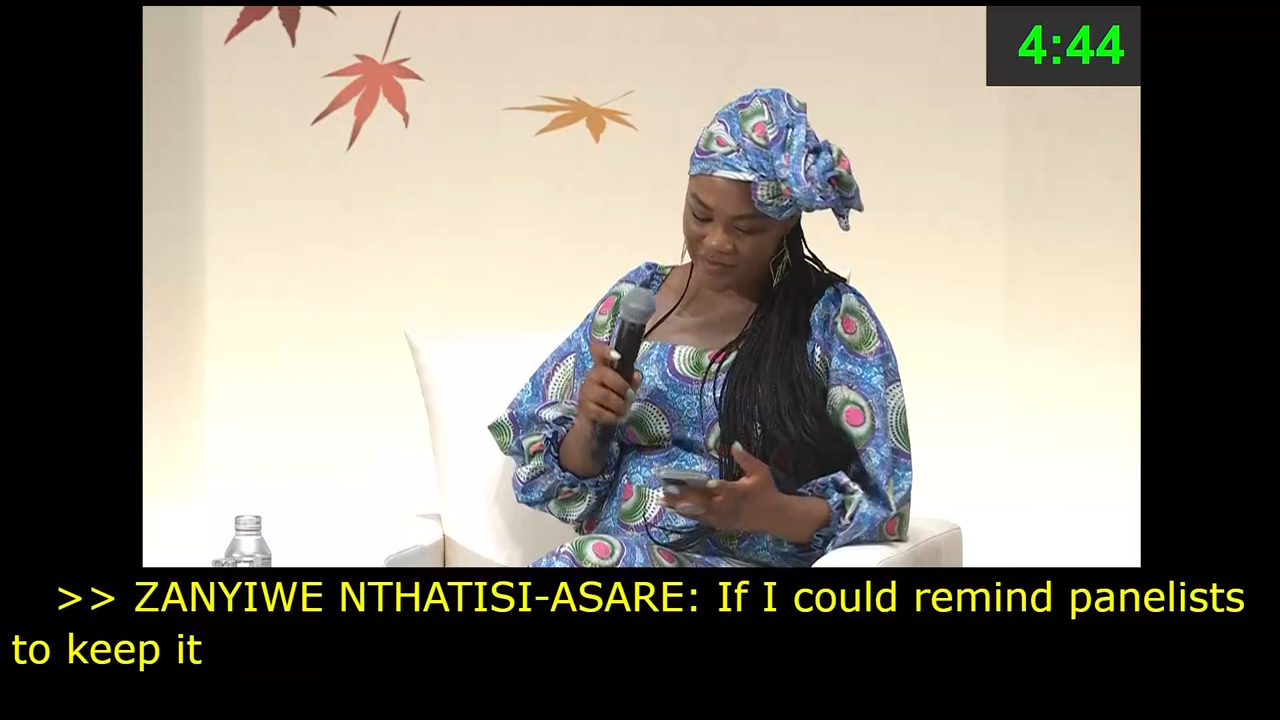 4:44
>> ZANYIWE NTHATISI-ASARE: If I could remind panelists
to keep it